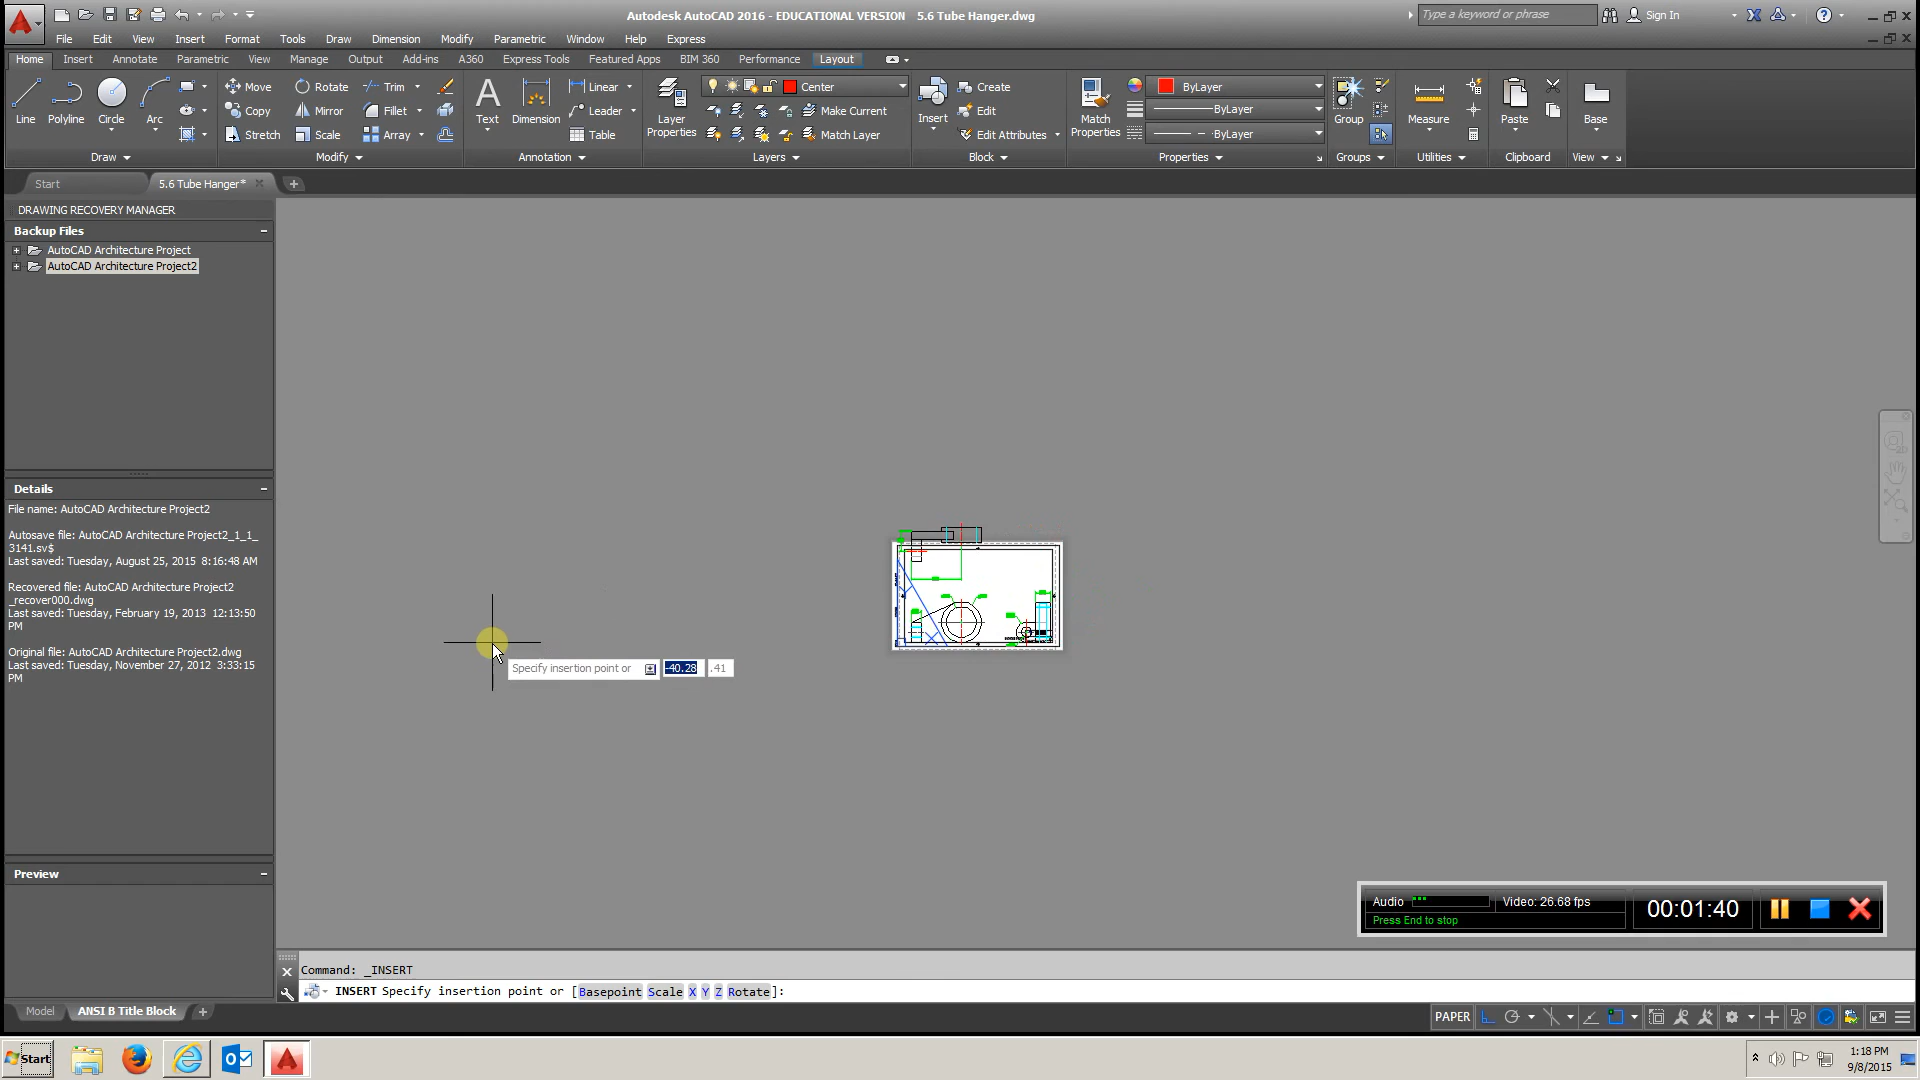 Autodesk AutoCAD 2016 - EDUCATIONAL VERSION 5.6 Tube Hanger.dwg
Type a keyword or phrase
Sign In
File Edit View Insert Format Tools Draw Dimension Modify Parametric Window Help Express
Home Insert Annotate Parametric View Manage Output Add-ins A360 Express Tools Featured Apps BIM 360 Performance Layout
Line Polyline Circle Arc
Move Rotate Trim
Copy Mirror Fillet
Stretch Scale Array
Text Dimension
Linear
Leader
Table
Layer Properties
Center
Make Current
Match Layer
Insert
Create
Edit
Edit Attributes
Match Properties
ByLayer
ByLayer
ByLayer
Group
Measure
Paste
Base
Draw Modify Annotation Layers Block Properties Groups Utilities Clipboard View
Start 5.6 Tube Hanger*
DRAWING RECOVERY MANAGER
Backup Files
AutoCAD Architecture Project
AutoCAD Architecture Project2
Details
File name: AutoCAD Architecture Project2
Autosave file: AutoCAD Architecture Project2_1_1_
3141.sv$
Last saved: Tuesday, August 25, 2015 8:16:48 AM
Recovered file: AutoCAD Architecture Project2
_recover000.dwg
Last saved: Tuesday, February 19, 2013 12:13:50
PM
Original file: AutoCAD Architecture Project2.dwg
Last saved: Tuesday, November 27, 2012 3:33:15
PM
Preview
Specify insertion point or -40.28 .41
Audio Video: 26.68 fps
Press End to stop
00:01:40
Command: _INSERT
INSERT Specify insertion point or [Basepoint Scale X Y Z Rotate]:
Model ANSI B Title Block
PAPER
Start
1:18 PM
9/8/2015